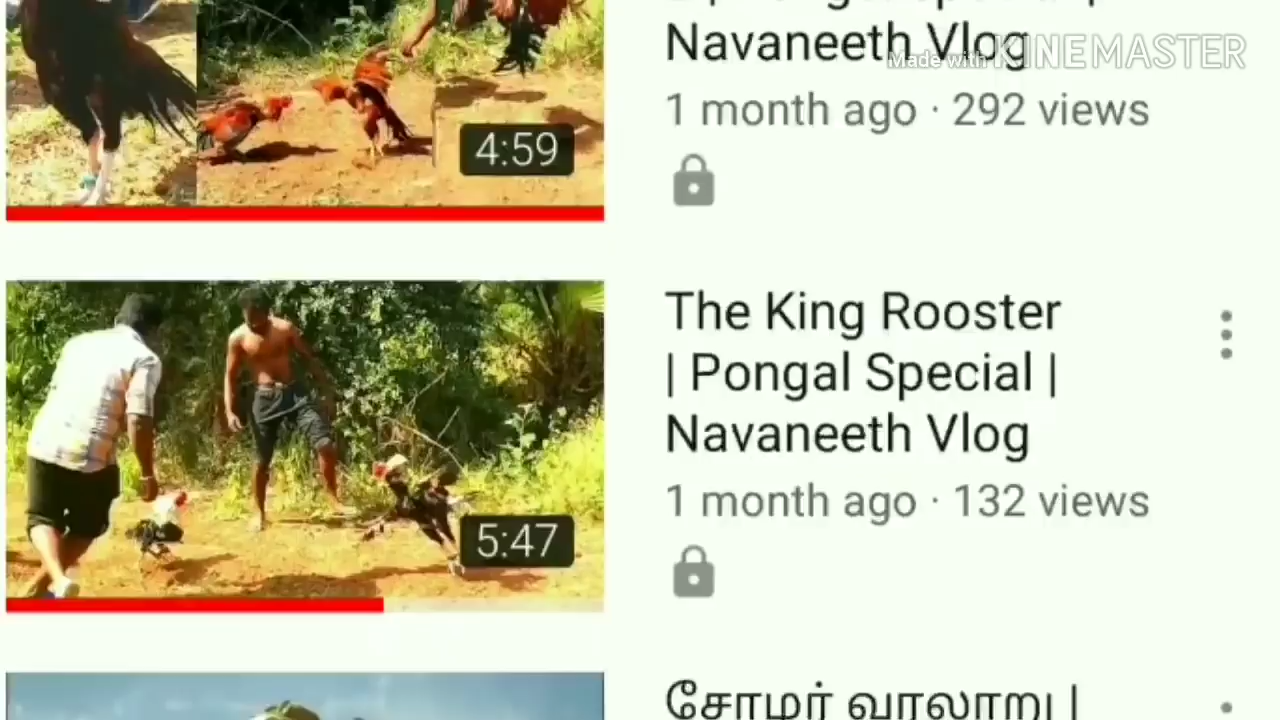 Navaneeth Vlog
Made with KINEMASTER
1 month ago · 292 views
4:59
The King Rooster
| Pongal Special |
Navaneeth Vlog
1 month ago · 132 views
5:47
சோழர் வரலாறு |